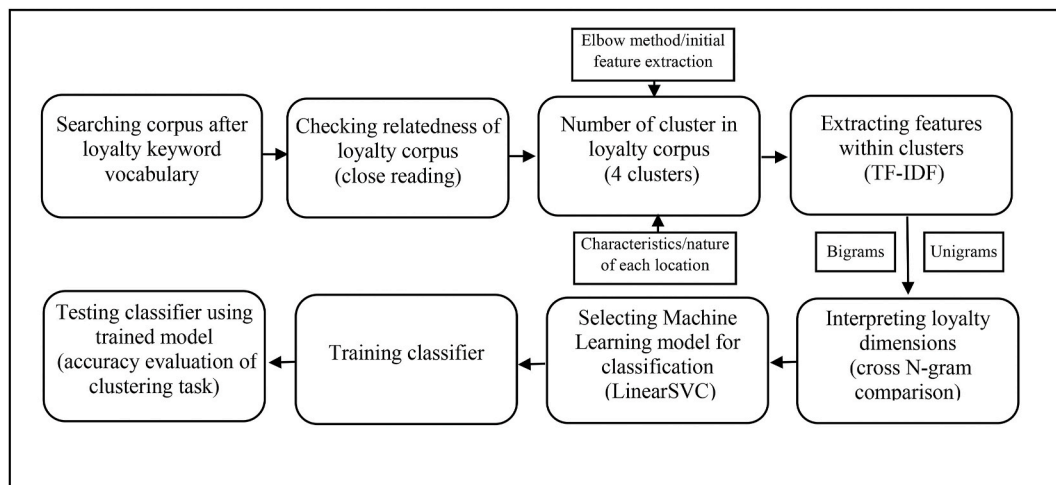 Elbow method/initial
feature extraction
Searching corpus after
loyalty keyword
vocabulary
Checking relatedness of
loyalty corpus
(close reading)
Number of cluster in
loyalty corpus
(4 clusters)
Extracting features
within clusters
(TF-IDF)
Characteristics/nature
of each location
Bigrams
Unigrams
Interpreting loyalty
dimensions
(cross N-gram
comparison)
Selecting Machine
Learning model for
classification
(LinearSVC)
Training classifier
Testing classifier using
trained model
(accuracy evaluation of
clustering task)